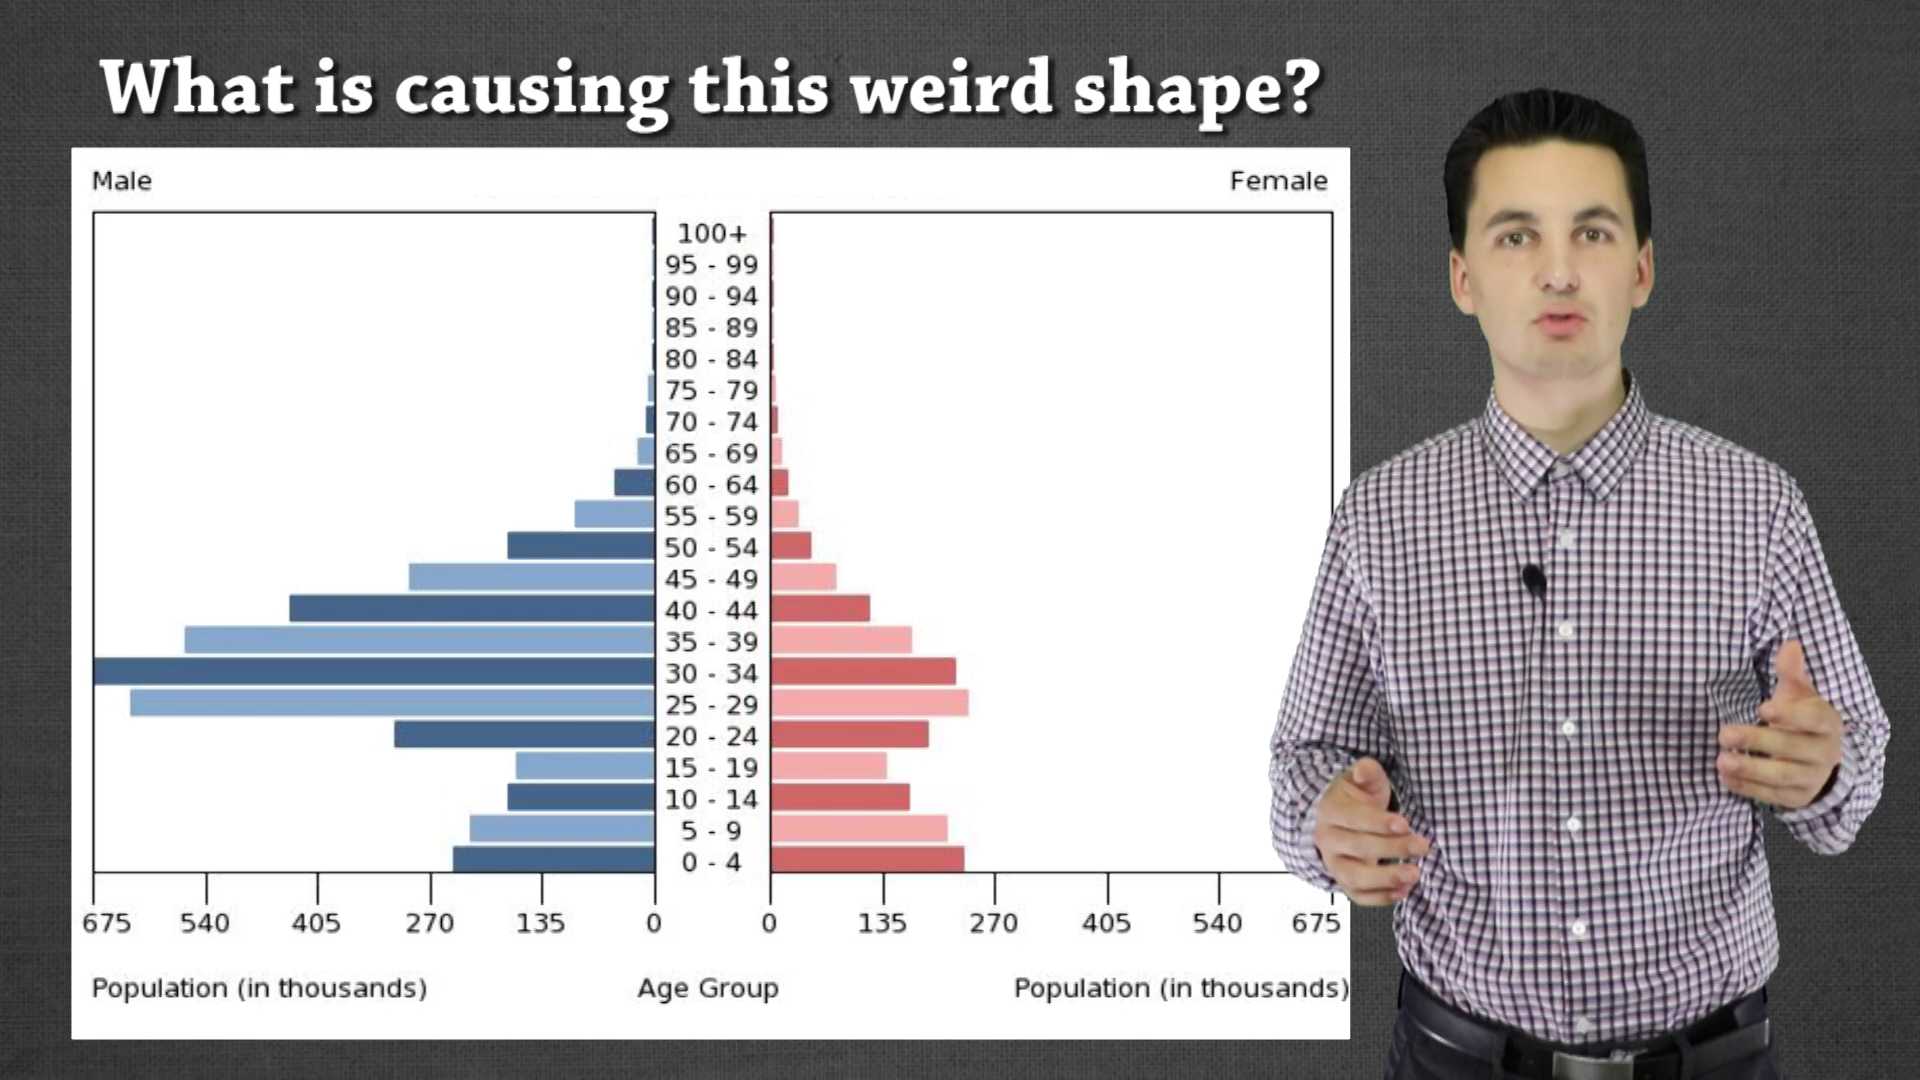 What is causing this weird shape?
Male Female
100+
95 - 99
90 - 94
85 - 89
80 - 84
75 - 79
70 - 74
65 - 69
60 - 64
55 - 59
50 - 54
45 - 49
40 - 44
35 - 39
30 - 34
25 - 29
20 - 24
15 - 19
10 - 14
5 - 9
0 - 4
675 540 405 270 135 0 0 135 270 405 540 675
Population (in thousands) Age Group Population (in thousands)